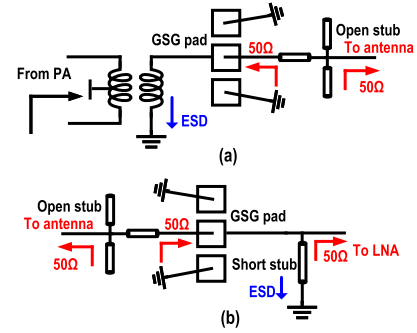 GSG pad
Open stub
50Ω
To antenna
From PA
50Ω
ESD
(a)
Open stub
To antenna
50Ω
GSG pad
50Ω
Short stub
50Ω
To LNA
ESD
(b)